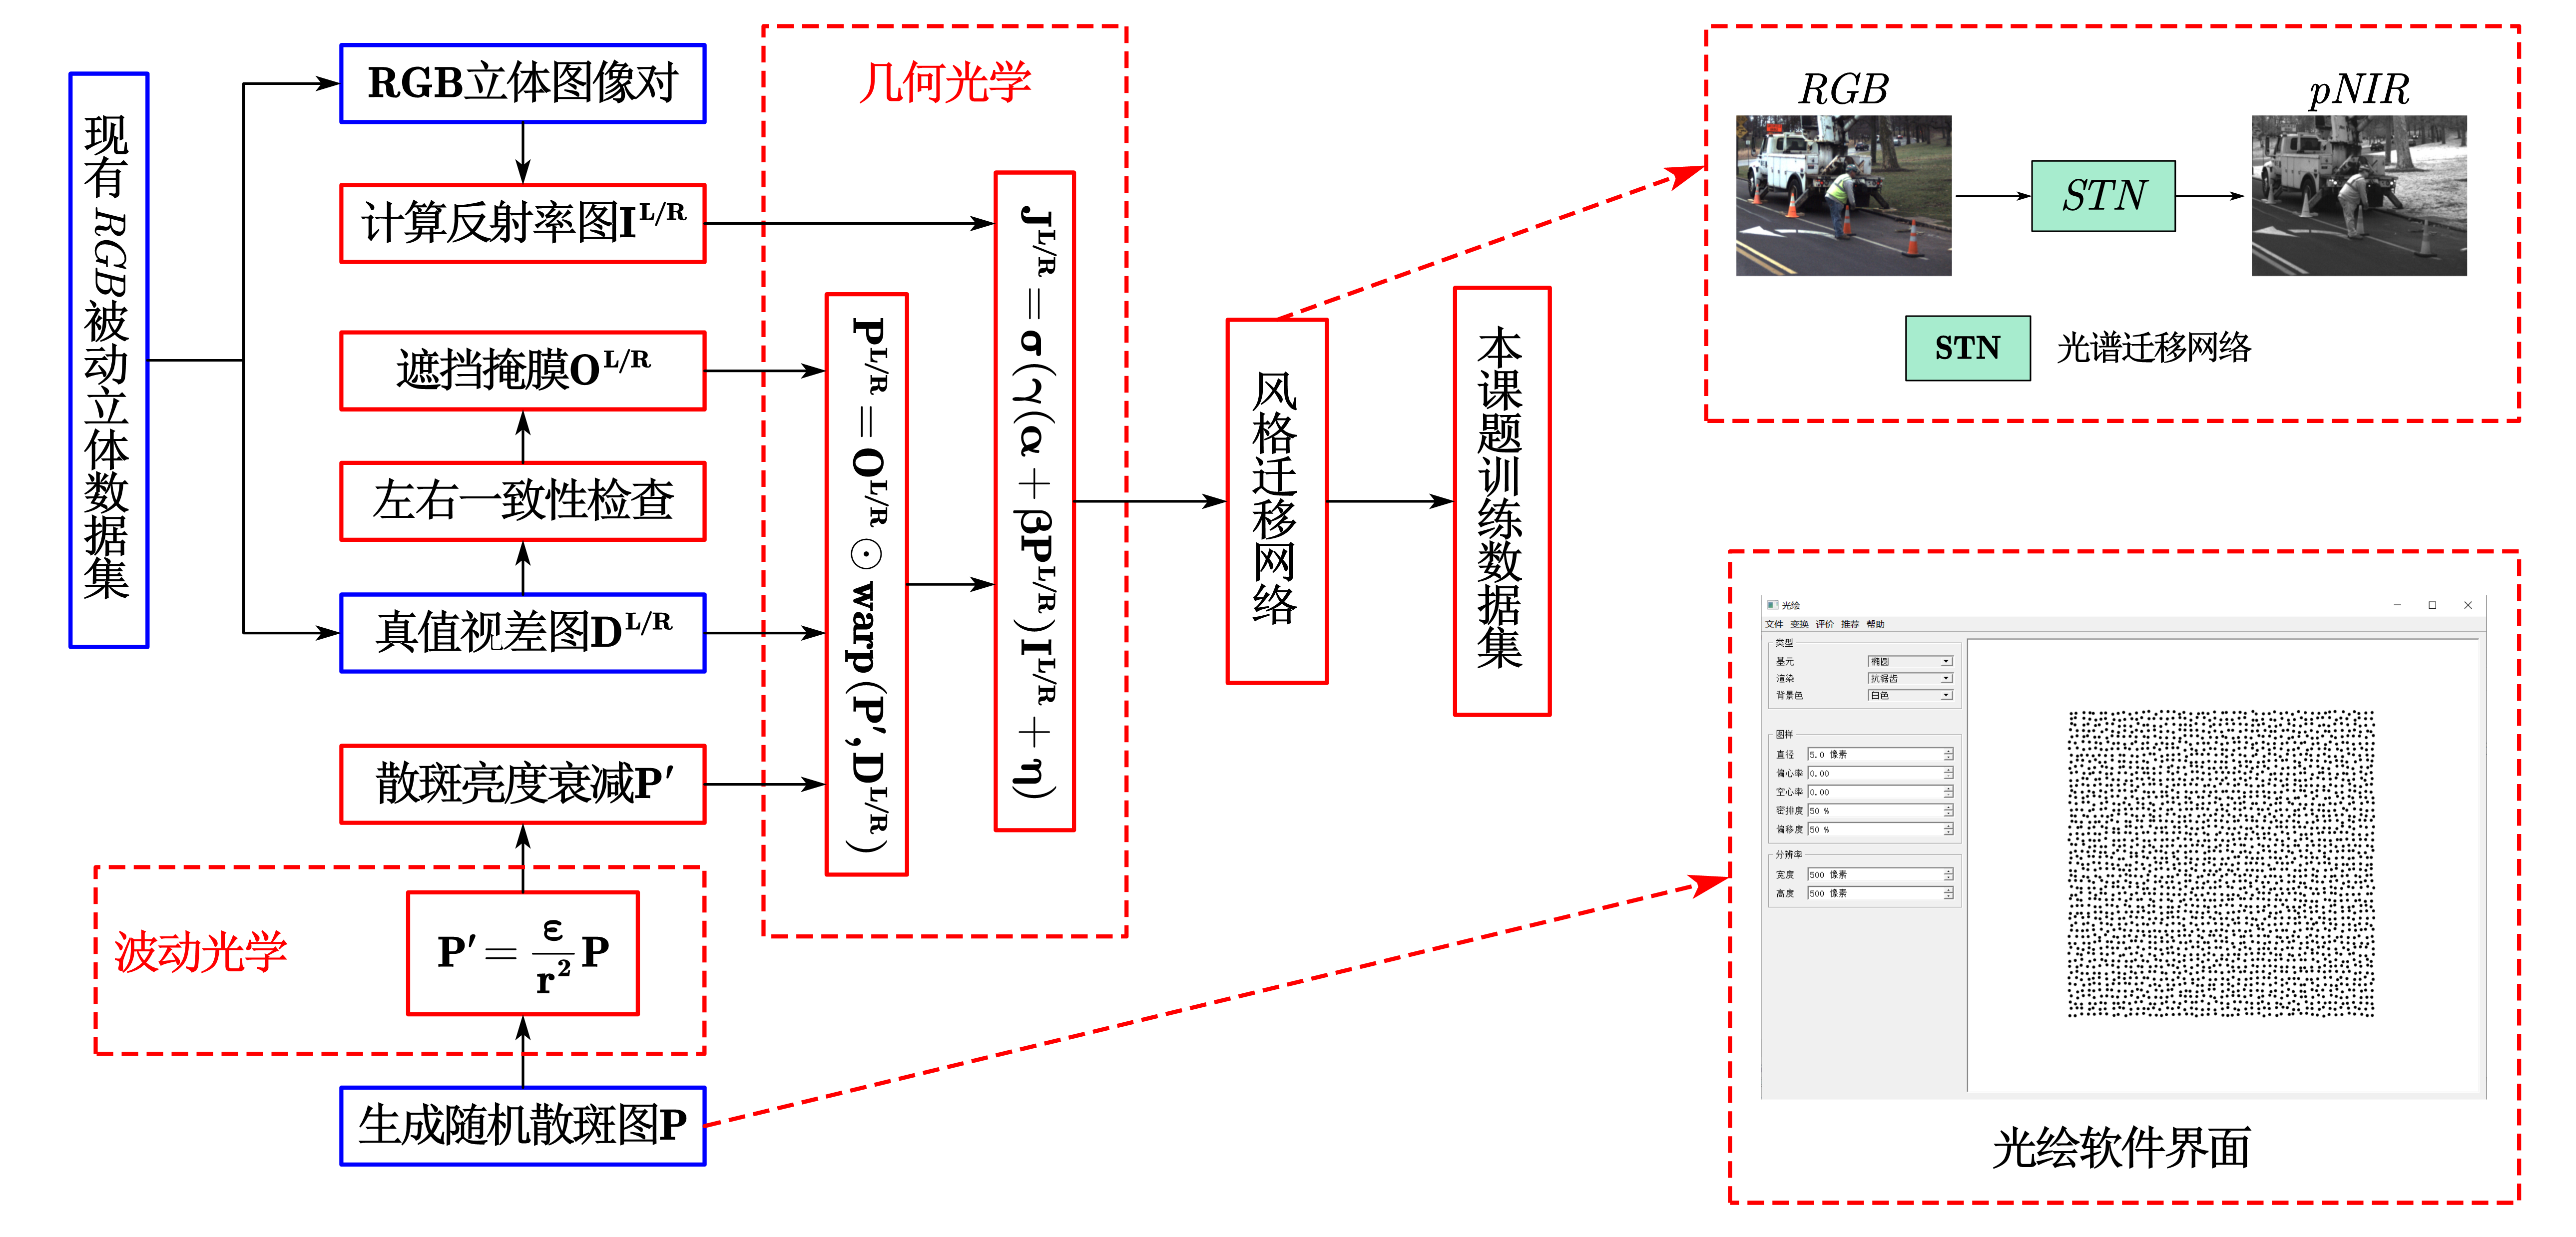 现有RGB被动立体数据集
RGB立体图像对
计算反射率图I^L/R
遮挡掩膜O^L/R
左右一致性检查
真值视差图D^L/R
散斑亮度衰减P′
波动光学
P′ = ε/r² P
生成随机散斑图P
几何光学
P^L/R = O^L/R ⊙ warp(P′,D^L/R)
J^L/R = σ(γ(α + βP^L/R)I^L/R + η)
风格迁移网络
本课题训练数据集
RGB
pNIR
STN
STN 光谱迁移网络
光绘
文件 变换 评价 推荐 帮助
类型
基元 椭圆
渲染 抗锯齿
背景色 白色
图样
直径 5.0 像素
偏心率 0.00
空心率 0.00
密排度 50 %
偏移度 50 %
分辨率
宽度 500 像素
高度 500 像素
光绘软件界面